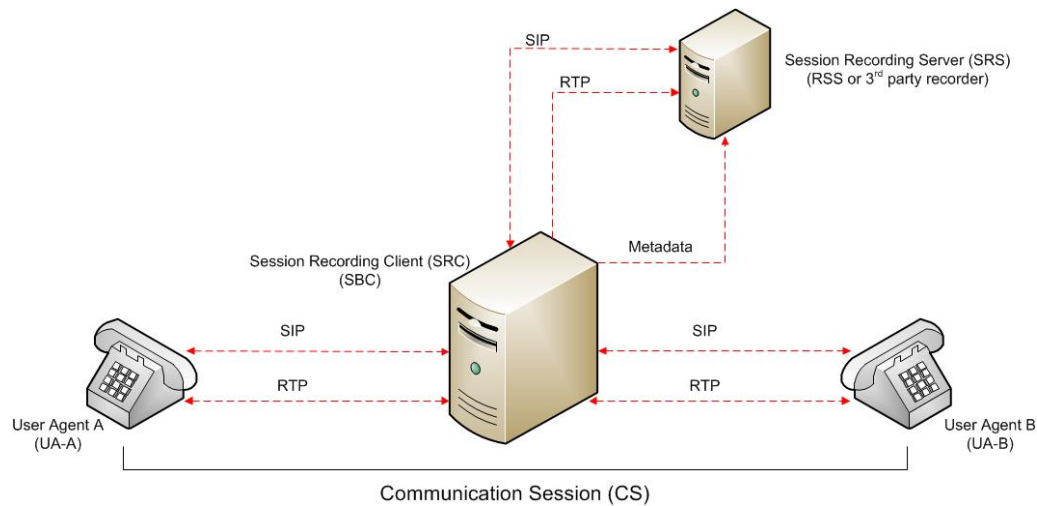 SIP
RTP
Session Recording Server (SRS)
(RSS or 3rd party recorder)
Metadata
Session Recording Client (SRC)
(SBC)
SIP
RTP
SIP
RTP
User Agent A
(UA-A)
User Agent B
(UA-B)
Communication Session (CS)